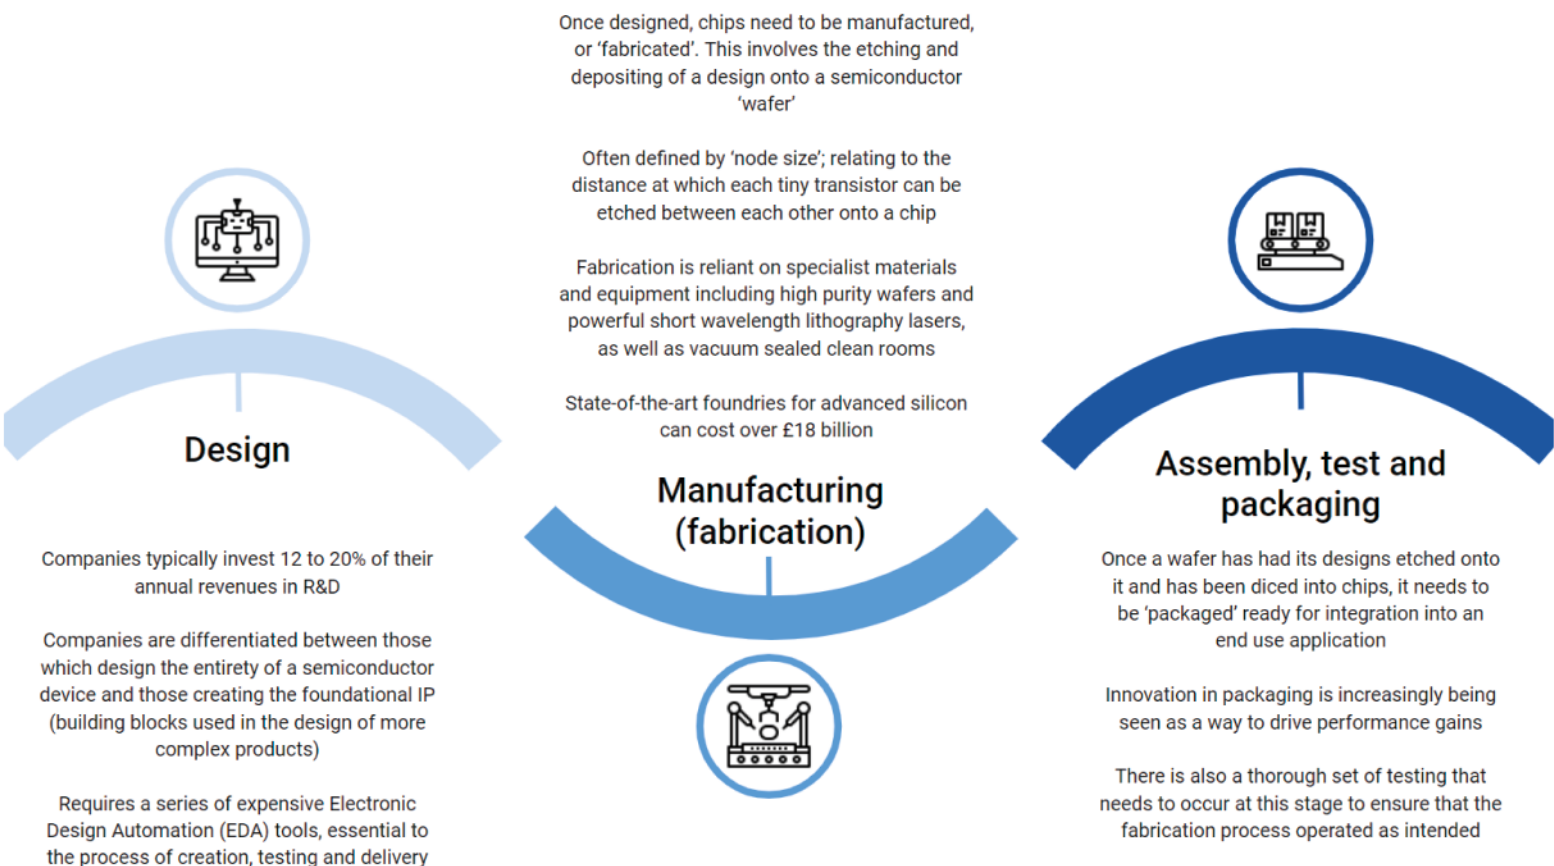 Design
Companies typically invest 12 to 20% of their
annual revenues in R&D
Companies are differentiated between those
which design the entirety of a semiconductor
device and those creating the foundational IP
(building blocks used in the design of more
complex products)
Requires a series of expensive Electronic
Design Automation (EDA) tools, essential to
the process of creation, testing and delivery
Once designed, chips need to be manufactured,
or ‘fabricated’. This involves the etching and
depositing of a design onto a semiconductor
‘wafer’
Often defined by ‘node size’; relating to the
distance at which each tiny transistor can be
etched between each other onto a chip
Fabrication is reliant on specialist materials
and equipment including high purity wafers and
powerful short wavelength lithography lasers,
as well as vacuum sealed clean rooms
State-of-the-art foundries for advanced silicon
can cost over £18 billion
Manufacturing
(fabrication)
Assembly, test and
packaging
Once a wafer has had its designs etched onto
it and has been diced into chips, it needs to
be ‘packaged’ ready for integration into an
end use application
Innovation in packaging is increasingly being
seen as a way to drive performance gains
There is also a thorough set of testing that
needs to occur at this stage to ensure that the
fabrication process operated as intended